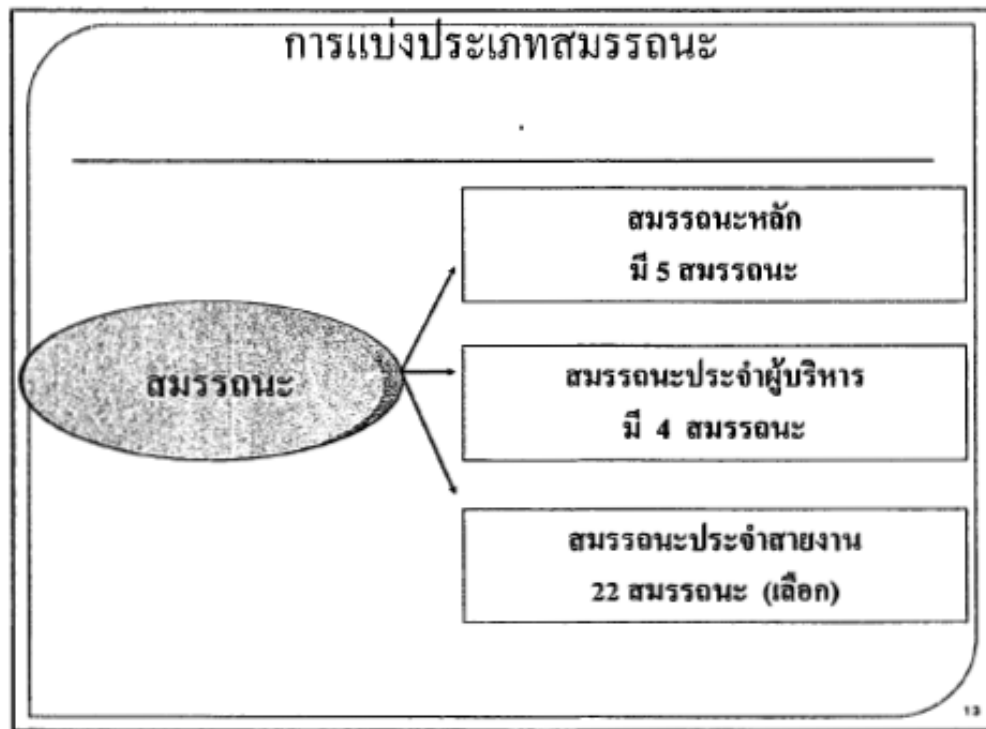 การแบ่งประเภทสมรรถนะ
สมรรถนะ
สมรรถนะหลัก
มี 5 สมรรถนะ
สมรรถนะประจำผู้บริหาร
มี 4 สมรรถนะ
สมรรถนะประจำสายงาน
22 สมรรถนะ (เลือก)
13